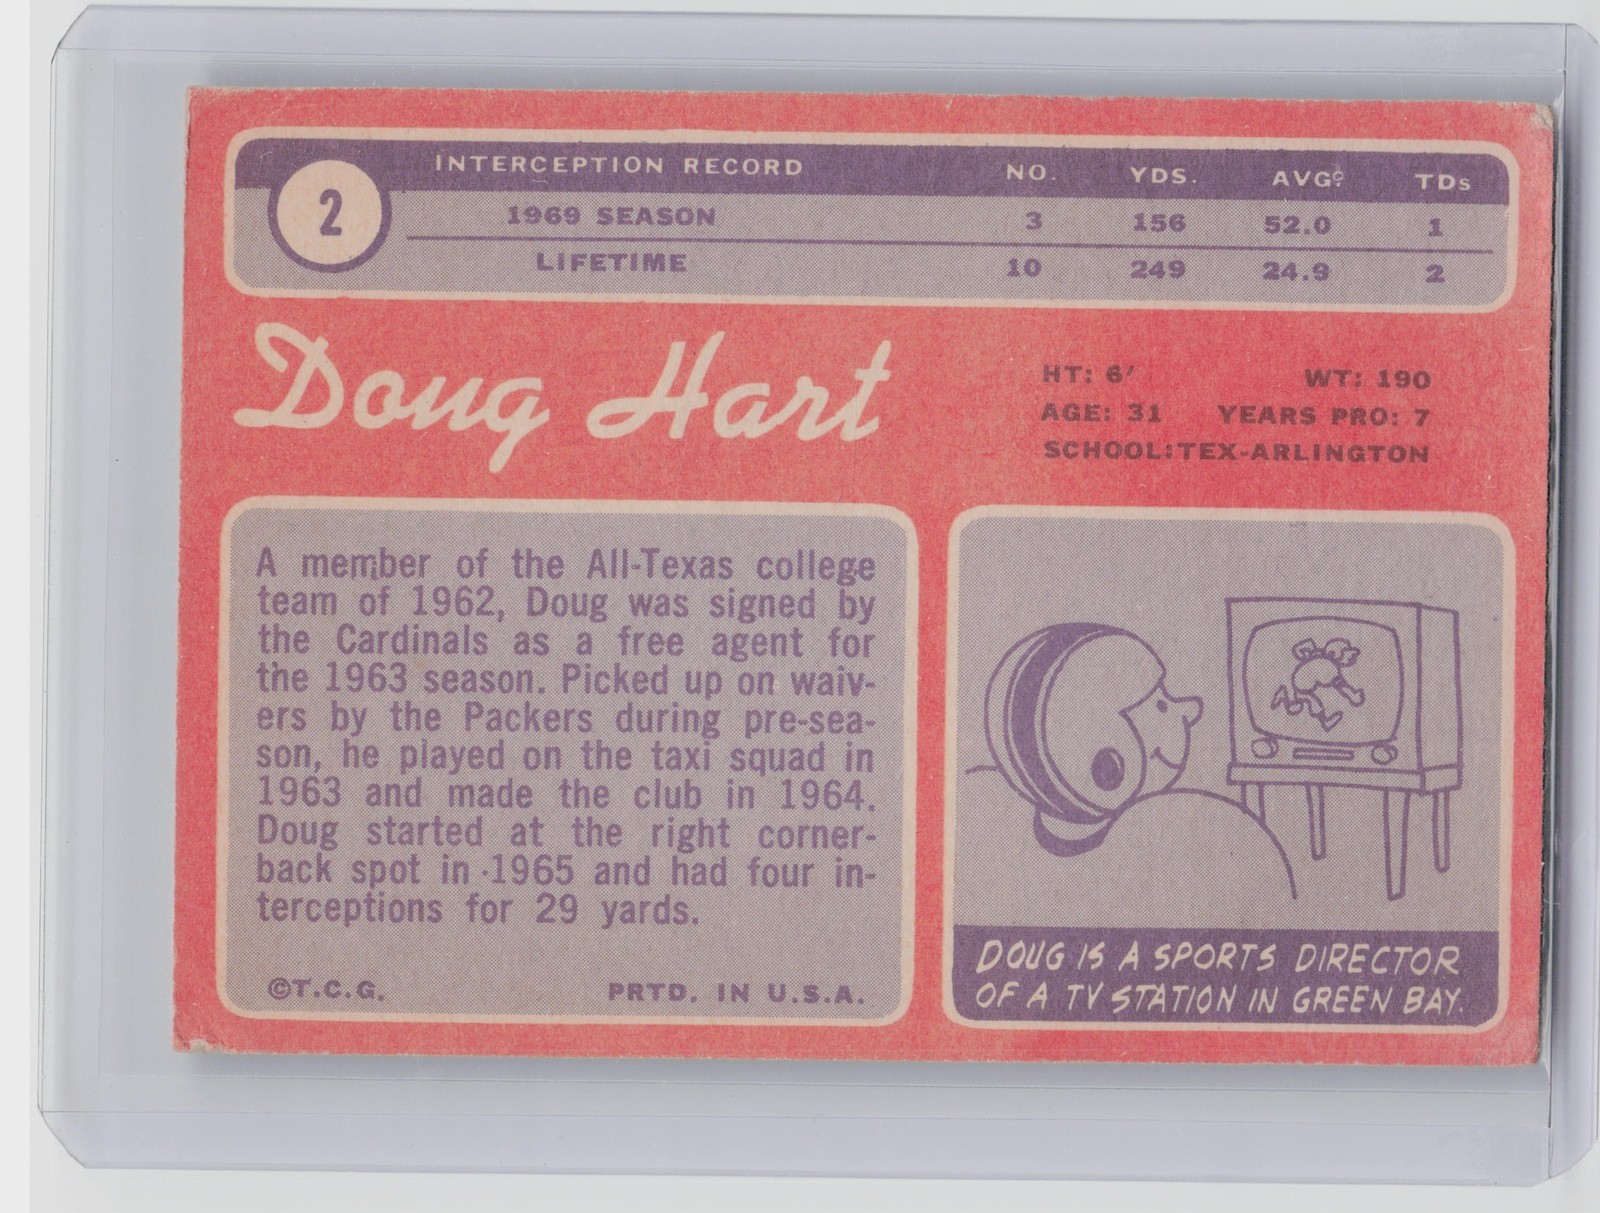 INTERCEPTION RECORD NO. YDS. AVG. TDs
2
1969 SEASON 3 156 52.0 1
LIFETIME 10 249 24.9 2
Doug Hart
HT: 6' WT: 190
AGE: 31 YEARS PRO: 7
SCHOOL: TEX-ARLINGTON
A member of the All-Texas college
team of 1962, Doug was signed by
the Cardinals as a free agent for
the 1963 season. Picked up on waiv-
ers by the Packers during pre-sea-
son, he played on the taxi squad in
1963 and made the club in 1964.
Doug started at the right corner-
back spot in 1965 and had four in-
terceptions for 29 yards.
©T.C.G. PRTD. IN U.S.A.
DOUG IS A SPORTS DIRECTOR
OF A TV STATION IN GREEN BAY.